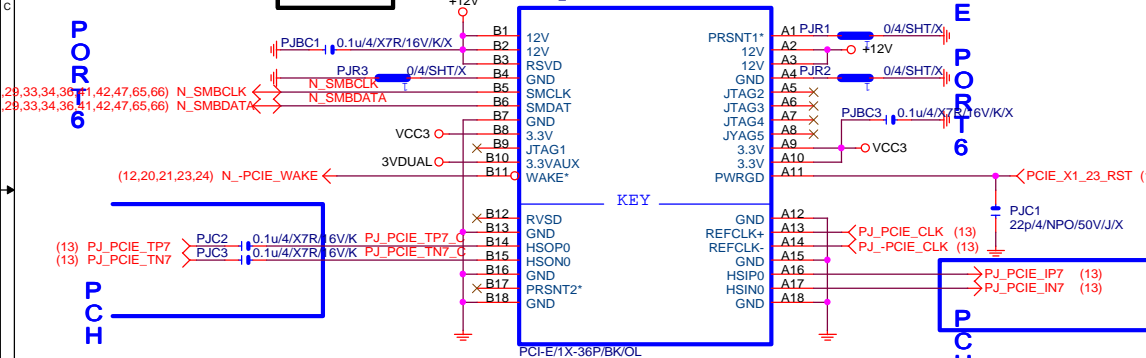 C
+12V
PORT6
E PORT6
PJBC1 0.1u/4/X7R/16V/K/X
PJR3 0/4/SHT/X
,29,33,34,36,41,42,47,65,66) N_SMBCLK N_SMBCLK
,29,33,34,36,41,42,47,65,66) N_SMBDATA N_SMBDATA
VCC3
3VDUAL
(12,20,21,23,24) N_-PCIE_WAKE
B1 12V PRSNT1* A1 PJR1 0/4/SHT/X
B2 12V 12V A2 +12V
B3 RSVD 12V A3
B4 GND GND A4 PJR2 0/4/SHT/X
B5 SMCLK JTAG2 A5
B6 SMDAT JTAG3 A6
B7 GND JTAG4 A7 PJBC3 0.1u/4/X7R/16V/K/X
B8 3.3V JYAG5 A8
B9 JTAG1 3.3V A9 VCC3
B10 3.3VAUX 3.3V A10
B11 WAKE* PWRGD A11 PCIE_X1_23_RST (
KEY
B12 RVSD GND A12
B13 GND REFCLK+ A13 PJ_PCIE_CLK (13)
B14 HSOP0 REFCLK- A14 PJ_-PCIE_CLK (13)
B15 HSON0 GND A15
B16 GND HSIP0 A16 PJ_PCIE_IP7 (13)
B17 PRSNT2* HSIN0 A17 PJ_PCIE_IN7 (13)
B18 GND GND A18
PJC1
22p/4/NPO/50V/J/X
(13) PJ_PCIE_TP7 PJC2 0.1u/4/X7R/16V/K PJ_PCIE_TP7_C
(13) PJ_PCIE_TN7 PJC3 0.1u/4/X7R/16V/K PJ_PCIE_TN7_C
PCH
PCH
PCI-E/1X-36P/BK/OL